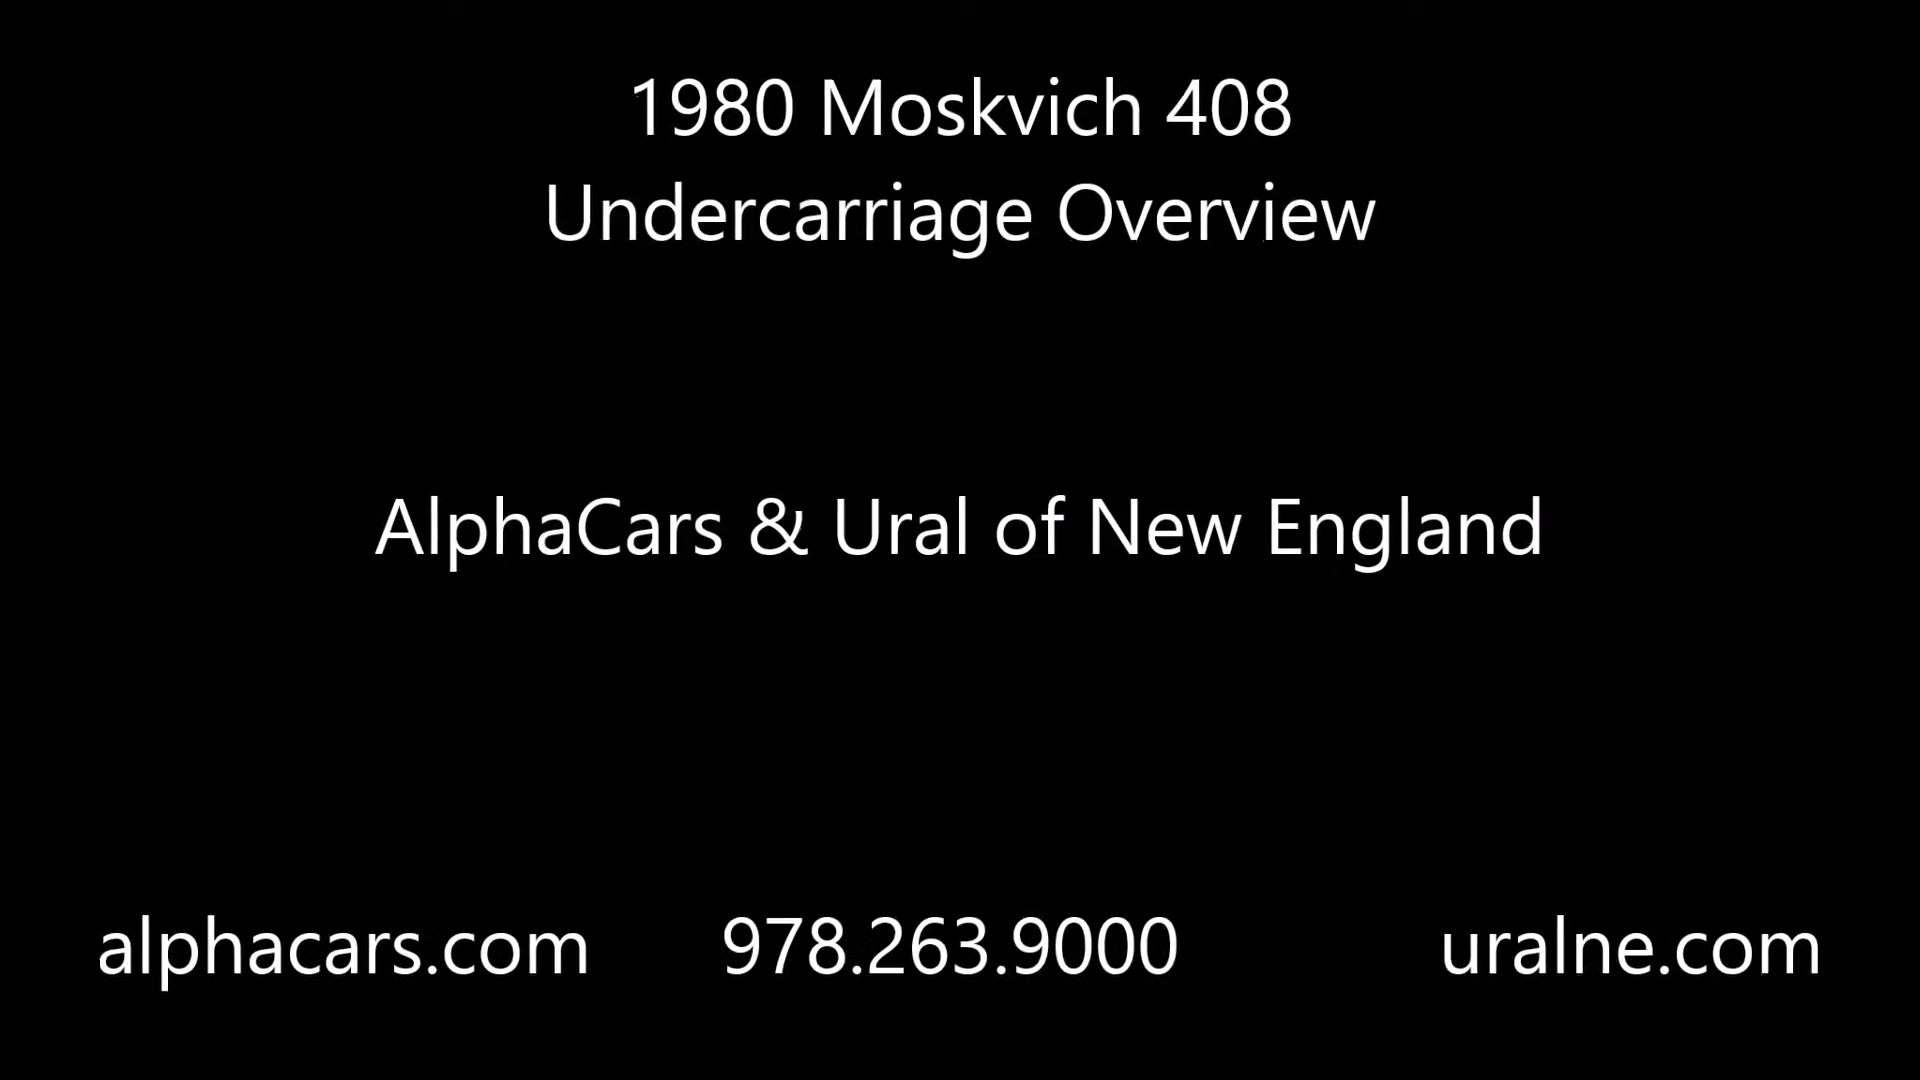 1980 Moskvich 408
Undercarriage Overview
AlphaCars & Ural of New England
alphacars.com 978.263.9000 uralne.com